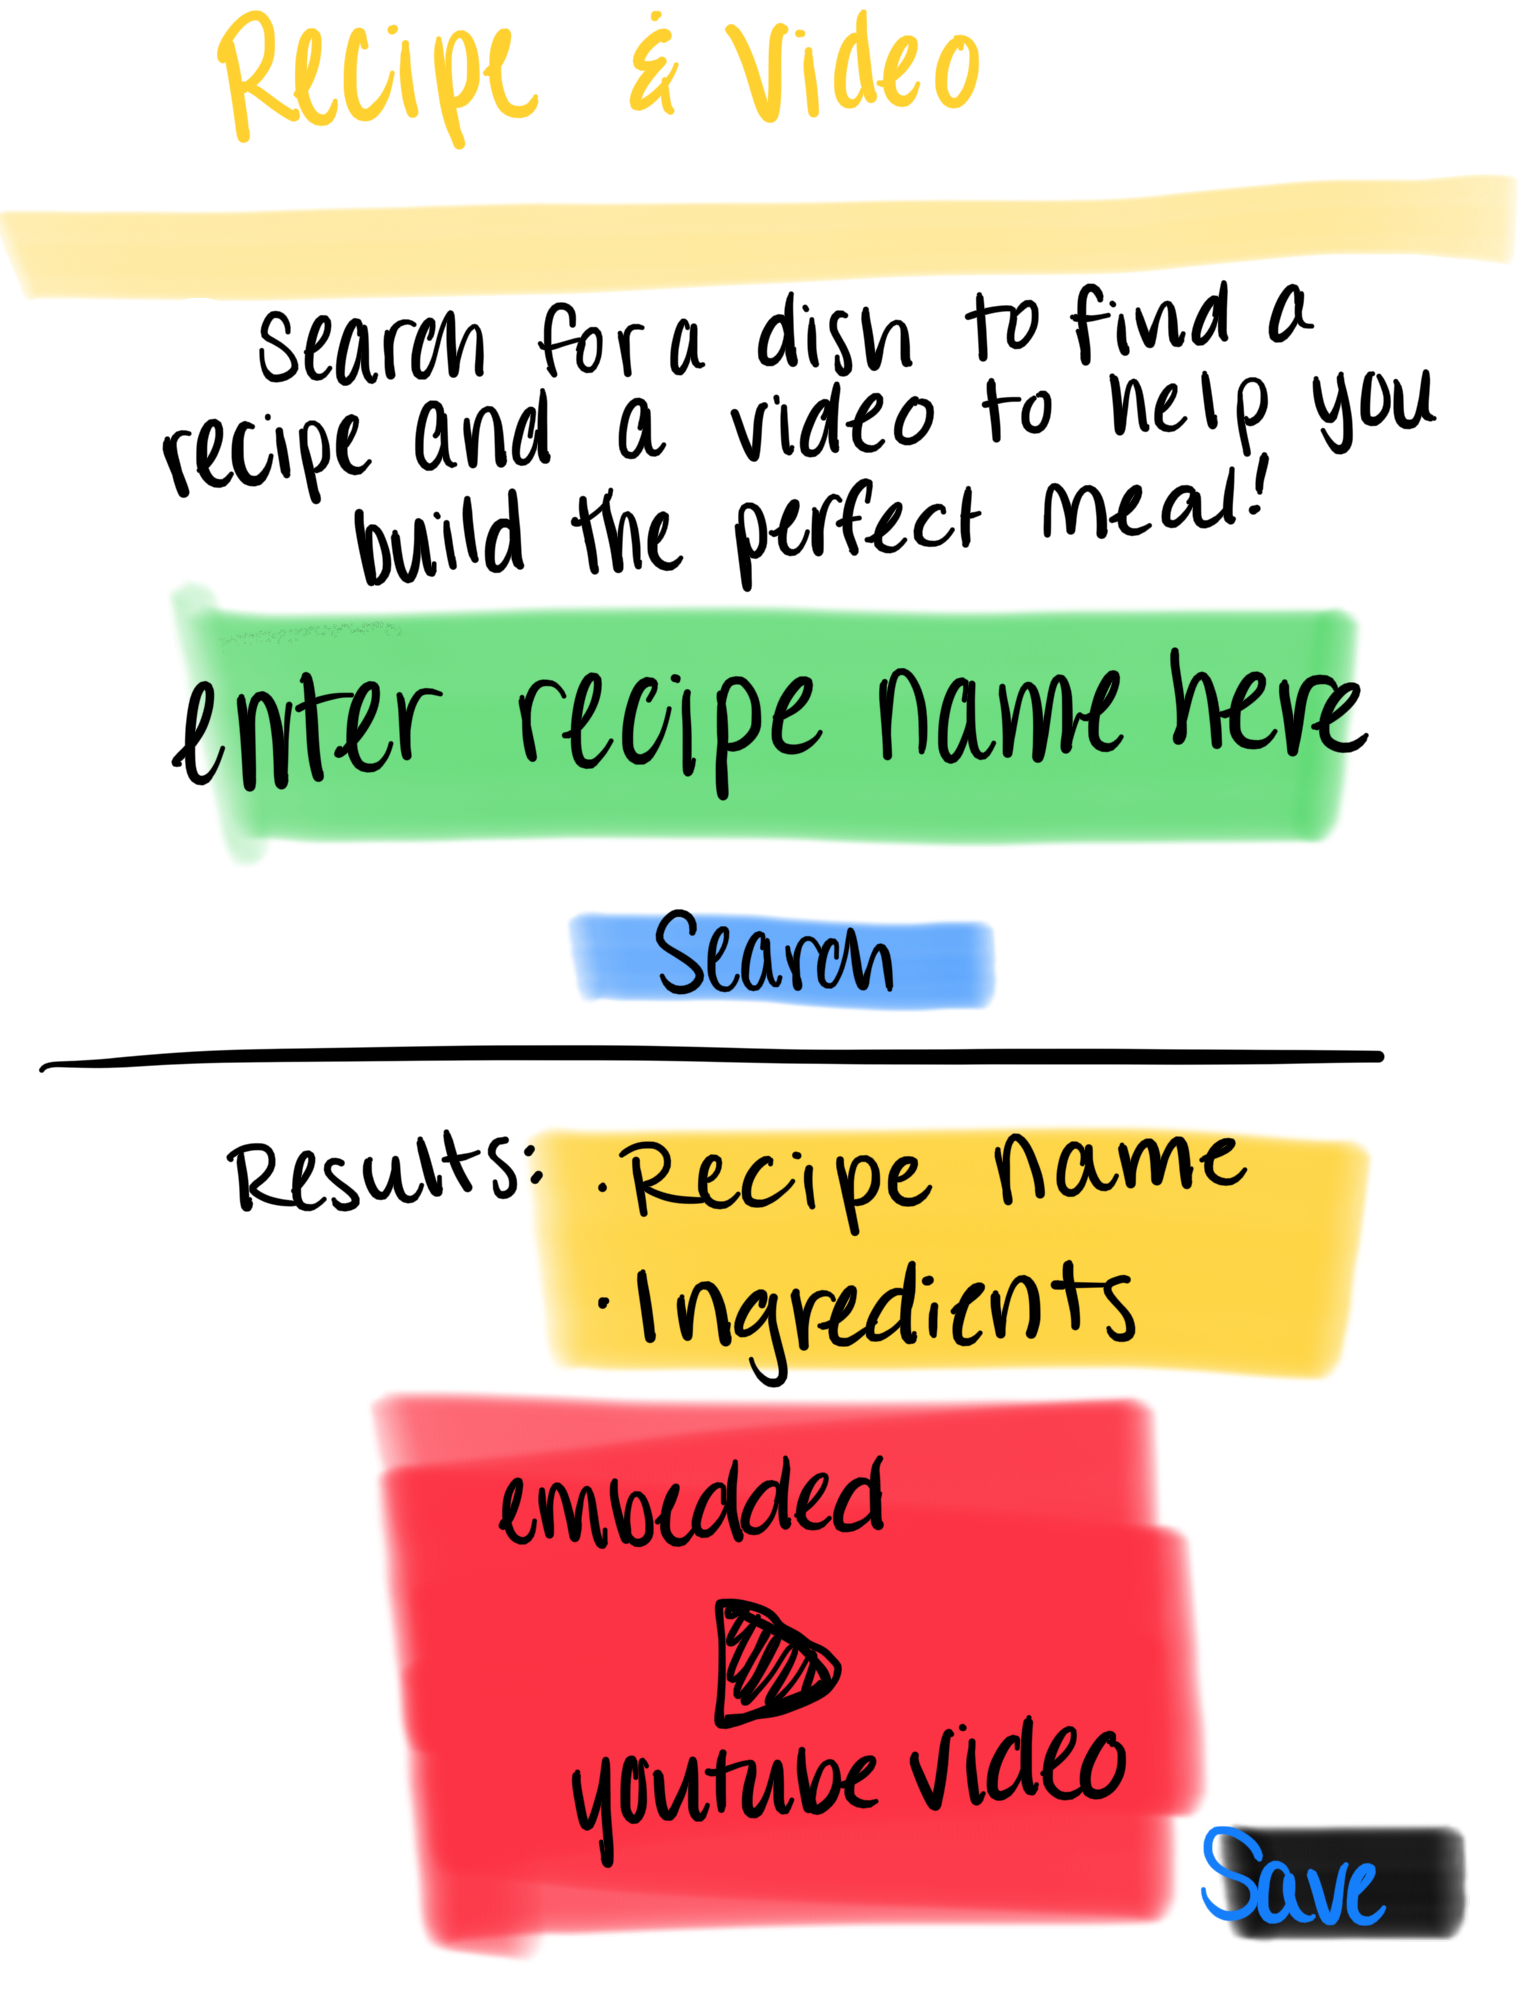 Recipe & Video
Search for a dish to find a
recipe and a video to help you
build the perfect meal!
enter recipe name here
Search
Results: · Recipe name
· Ingredients
embedded
youtube video
Save